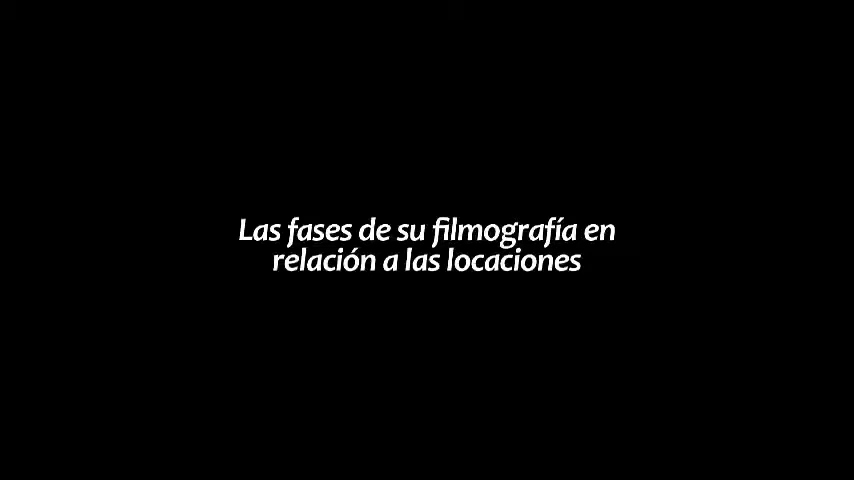 Las fases de su filmografía en
relación a las locaciones